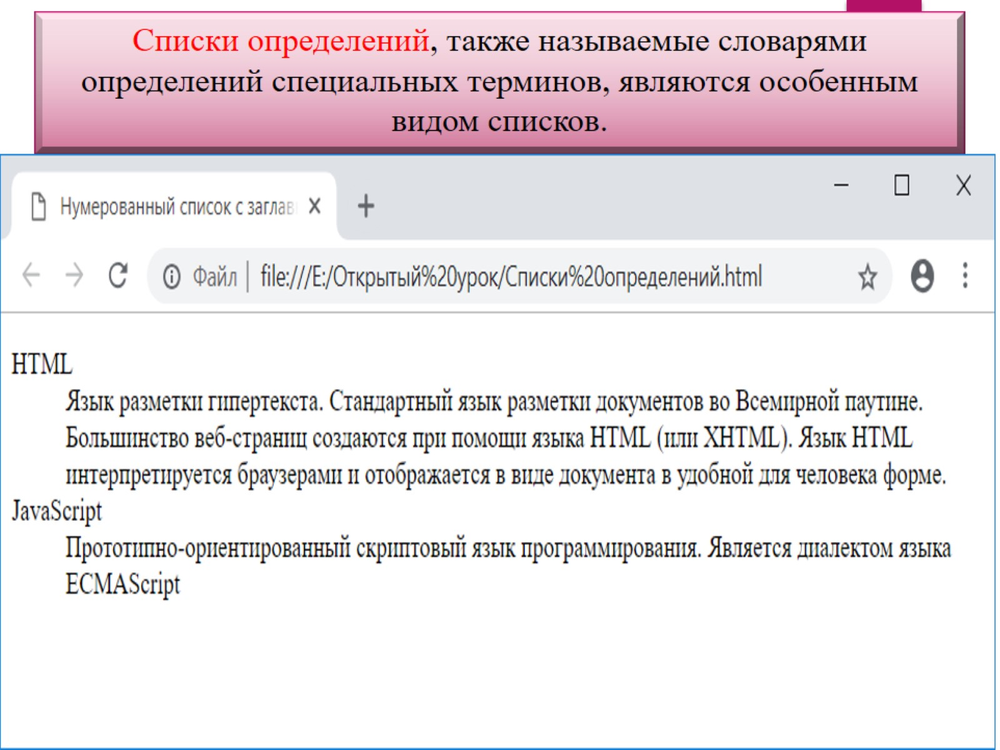 Списки определений, также называемые словарями
определений специальных терминов, являются особенным
видом списков.
Нумерованный список с заглав
Файл | file:///E:/Открытый%20урок/Списки%20определений.html
HTML
Язык разметки гипертекста. Стандартный язык разметки документов во Всемирной паутине.
Большинство веб-страниц создаются при помощи языка HTML (или XHTML). Язык HTML
интерпретируется браузерами и отображается в виде документа в удобной для человека форме.
JavaScript
Прототипно-ориентированный скриптовый язык программирования. Является диалектом языка
ECMAScript